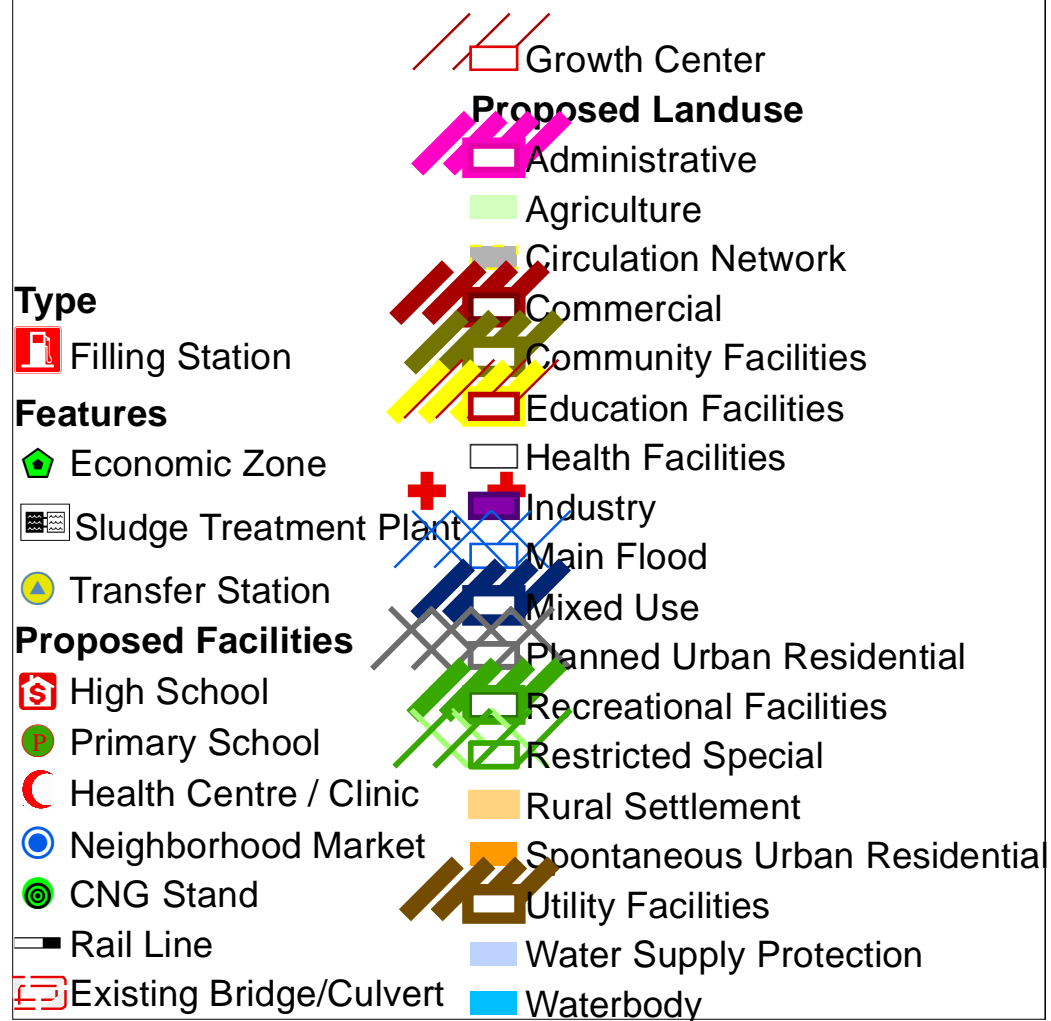 Type
Filling Station
Features
Economic Zone
Sludge Treatment Plant
Transfer Station
Proposed Facilities
High School
P Primary School
Health Centre / Clinic
Neighborhood Market
CNG Stand
Rail Line
Existing Bridge/Culvert
Growth Center
Proposed Landuse
Administrative
Agriculture
Circulation Network
Commercial
Community Facilities
Education Facilities
Health Facilities
Industry
Main Flood
Mixed Use
Planned Urban Residential
Recreational Facilities
Restricted Special
Rural Settlement
Spontaneous Urban Residential
Utility Facilities
Water Supply Protection
Waterbody